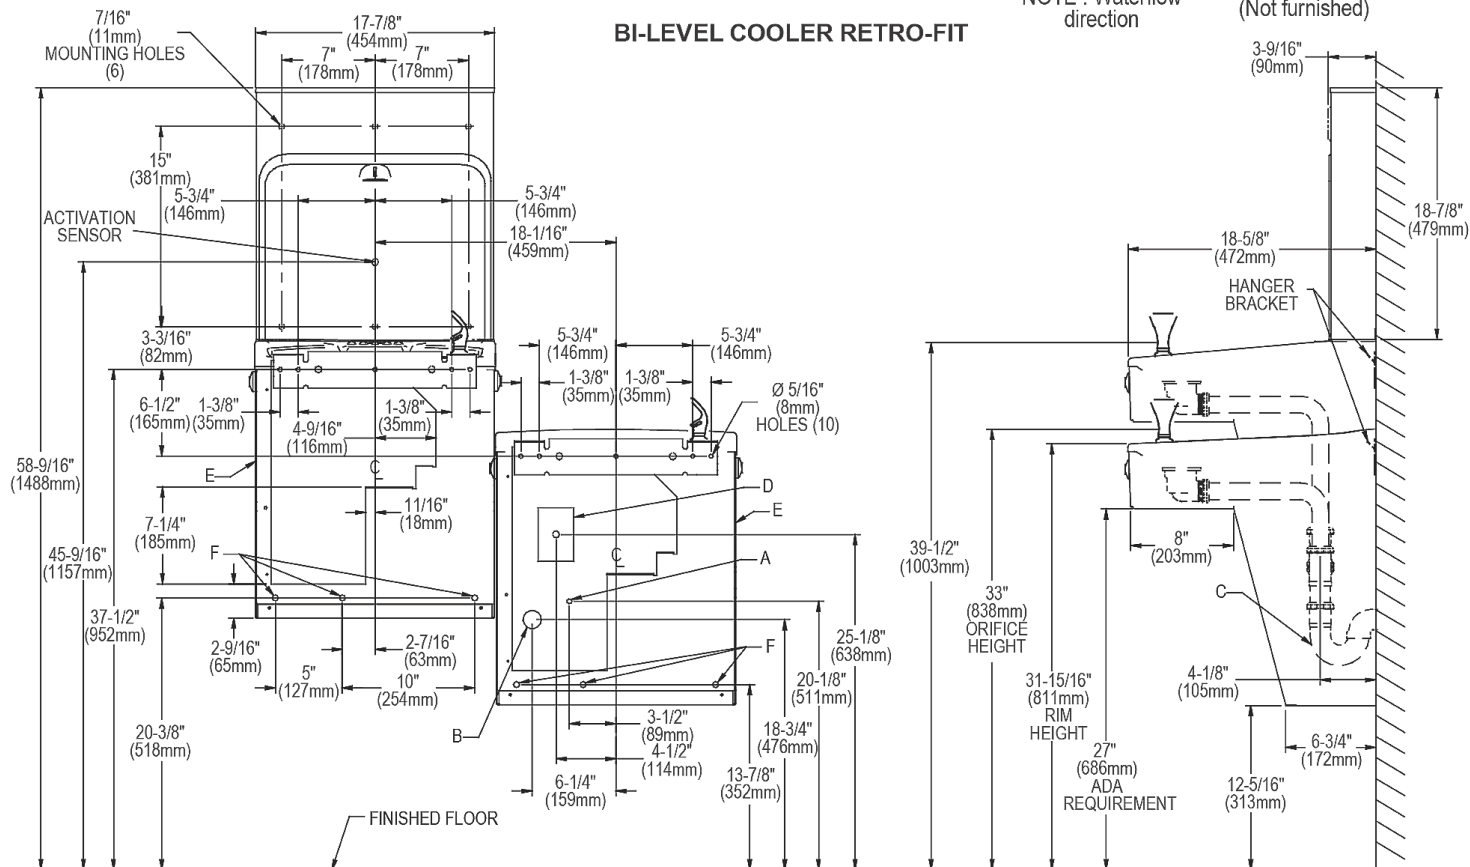 NOTE : Waterflow
direction
(Not furnished)
BI-LEVEL COOLER RETRO-FIT
7/16"
(11mm)
MOUNTING HOLES
(6)
17-7/8"
(454mm)
7"
(178mm)
7"
(178mm)
3-9/16"
(90mm)
15"
(381mm)
5-3/4"
(146mm)
5-3/4"
(146mm)
ACTIVATION
SENSOR
18-1/16"
(459mm)
18-7/8"
(479mm)
18-5/8"
(472mm)
HANGER
BRACKET
3-3/16"
(82mm)
5-3/4"
(146mm)
5-3/4"
(146mm)
6-1/2"
(165mm)
1-3/8"
(35mm)
1-3/8"
(35mm)
4-9/16"
(116mm)
1-3/8"
(35mm)
1-3/8"
(35mm)
Ø 5/16"
(8mm)
HOLES (10)
58-9/16"
(1488mm)
E
C
L
11/16"
(18mm)
D
E
7-1/4"
(185mm)
45-9/16"
(1157mm)
F
C
L
A
37-1/2"
(952mm)
2-9/16"
(65mm)
2-7/16"
(63mm)
5"
(127mm)
10"
(254mm)
20-3/8"
(518mm)
B
F
25-1/8"
(638mm)
20-1/8"
(511mm)
18-3/4"
(476mm)
13-7/8"
(352mm)
3-1/2"
(89mm)
4-1/2"
(114mm)
6-1/4"
(159mm)
FINISHED FLOOR
39-1/2"
(1003mm)
8"
(203mm)
33"
(838mm)
ORIFICE
HEIGHT
C
31-15/16"
(811mm)
RIM
HEIGHT
4-1/8"
(105mm)
27"
(686mm)
ADA
REQUIREMENT
6-3/4"
(172mm)
12-5/16"
(313mm)